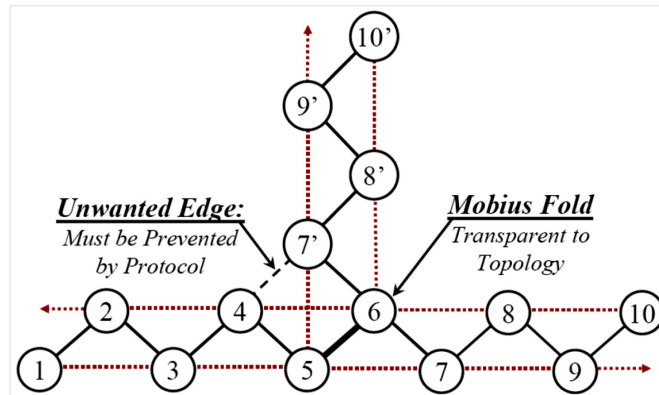 10’
9’
8’
Unwanted Edge:
Must be Prevented
by Protocol
Mobius Fold
Transparent to
Topology
7’
2
4
6
8
10
1
3
5
7
9